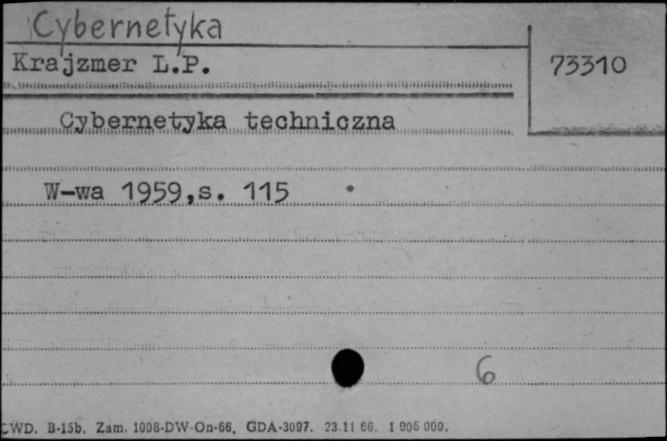 Cybernetyka
Krajzmer L.P.
73310
Cybernetyka techniczna
W-wa 1959,s. 115
6
CWD. B-15b. Zam. 1008-DW-On-66, GDA-3097. 23.11 66. 1 906 000.